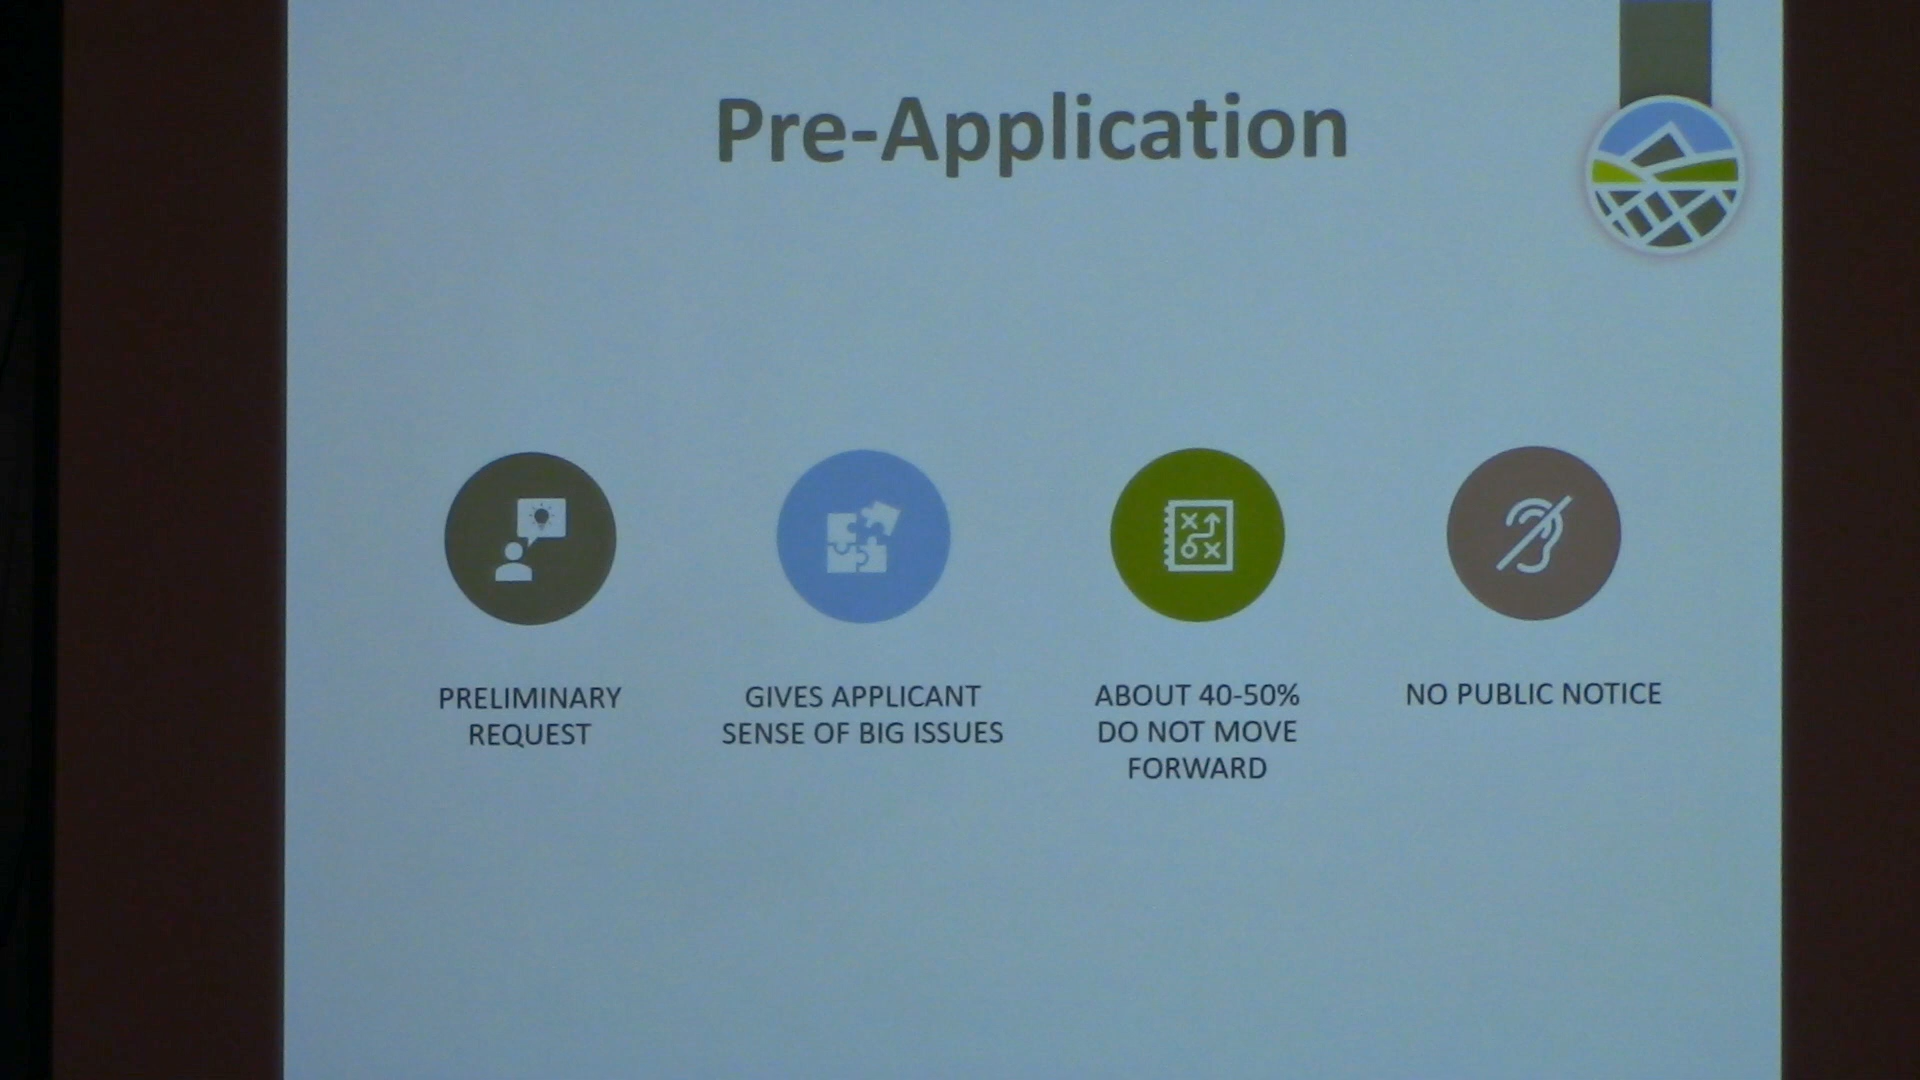 Pre-Application
PRELIMINARY
REQUEST
GIVES APPLICANT
SENSE OF BIG ISSUES
ABOUT 40-50%
DO NOT MOVE
FORWARD
NO PUBLIC NOTICE